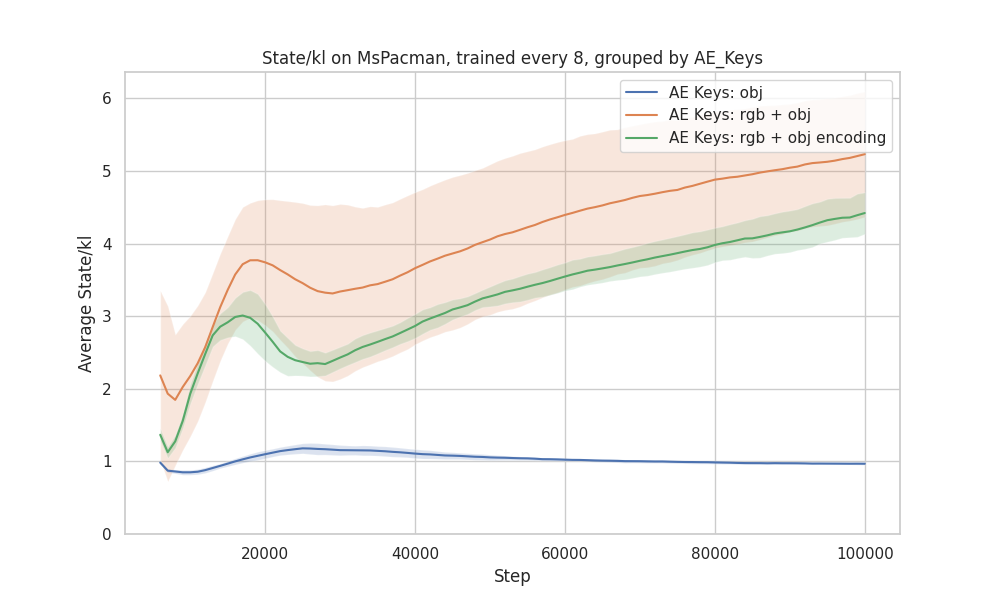 State/kl on MsPacman, trained every 8, grouped by AE_Keys
AE Keys: obj
AE Keys: rgb + obj
AE Keys: rgb + obj encoding
Average State/kl
6
5
4
3
2
1
0
20000
40000
60000
80000
100000
Step